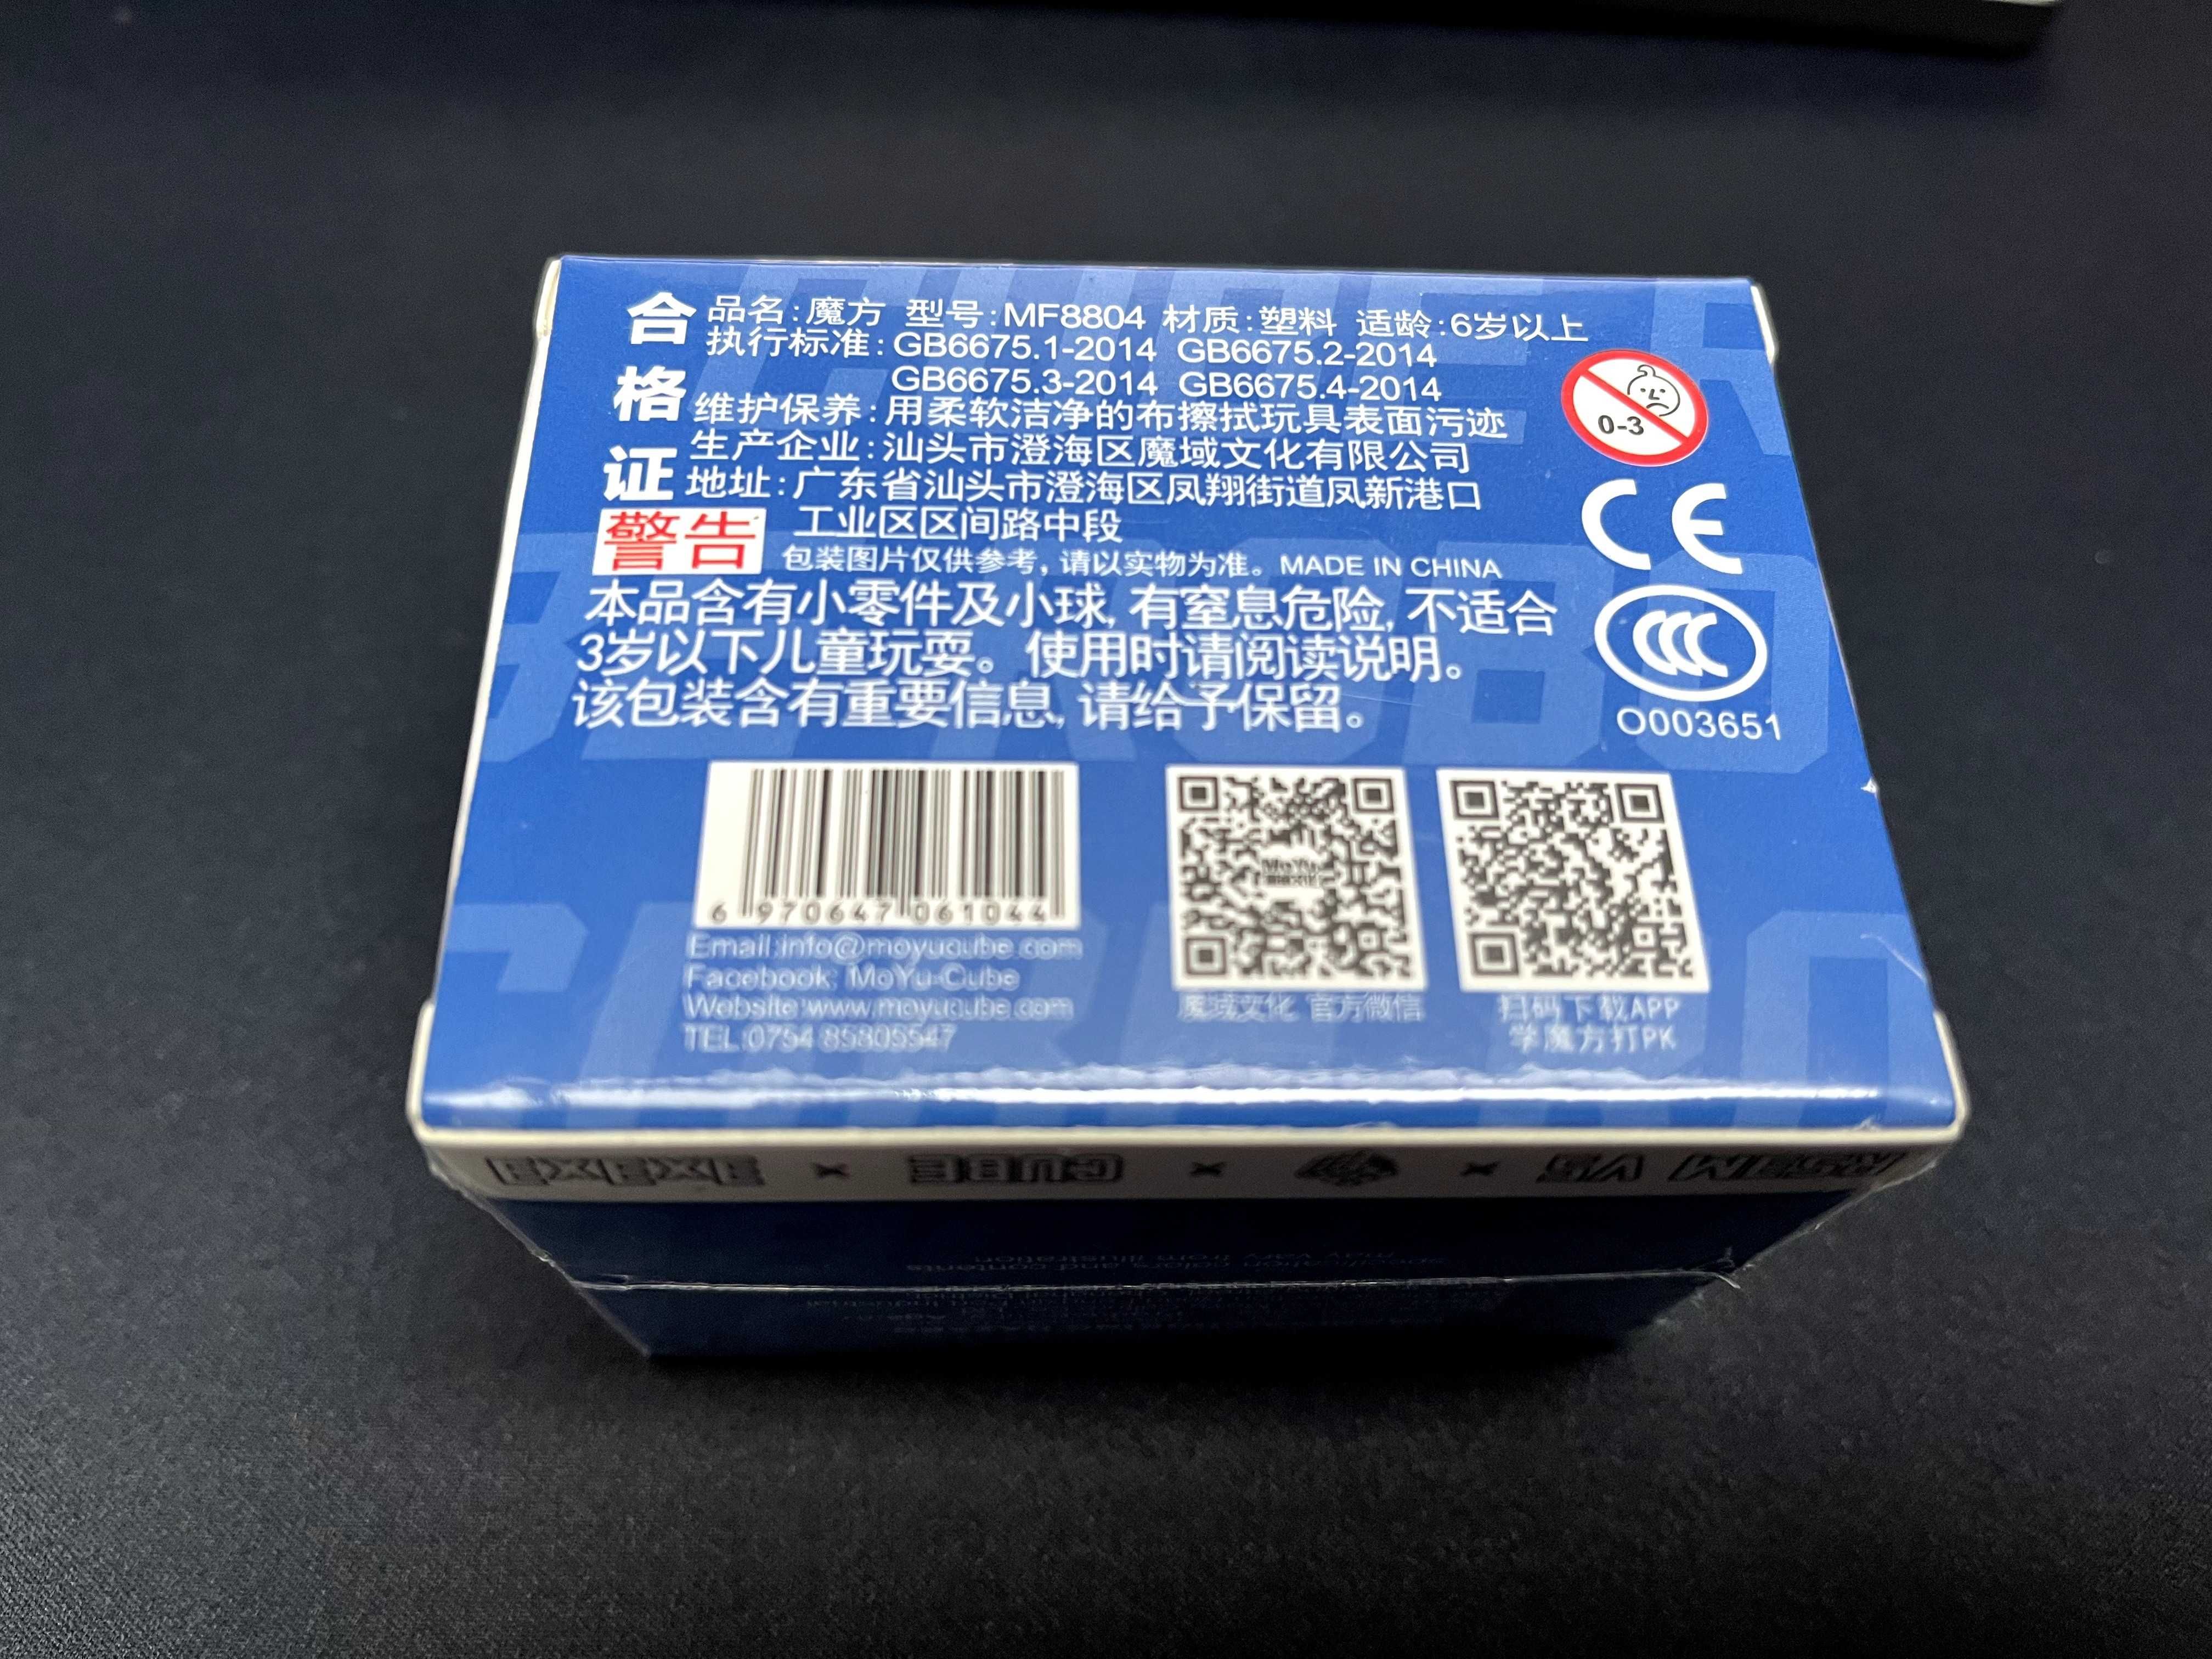 合格证
品名:魔方 型号:MF8804 材质:塑料 适龄:6岁以上
执行标准:GB6675.1-2014 GB6675.2-2014
GB6675.3-2014 GB6675.4-2014
维护保养:用柔软洁净的布擦拭玩具表面污迹
生产企业:汕头市澄海区魔域文化有限公司
地址:广东省汕头市澄海区凤翔街道凤新港口
工业区区间路中段
包装图片仅供参考,请以实物为准。MADE IN CHINA
警告
本品含有小零件及小球,有窒息危险,不适合
3岁以下儿童玩耍。使用时请阅读说明。
该包装含有重要信息,请给予保留。
0-3
CE
CCC
O003651
6 970647 061044
Email:info@moyucube.com
Facebook: MoYu-Cube
Website:www.moyucube.com
TEL:0754 85805547
MoYu
魔域文化 官方微信
扫码下载APP
学魔方打PK
CUBE
may vary from illustration
colors and contents